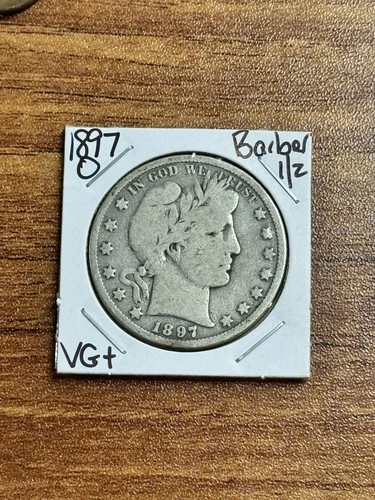 1897 Barber
O 1/2
IN GOD WE TRUST
1897
VG+